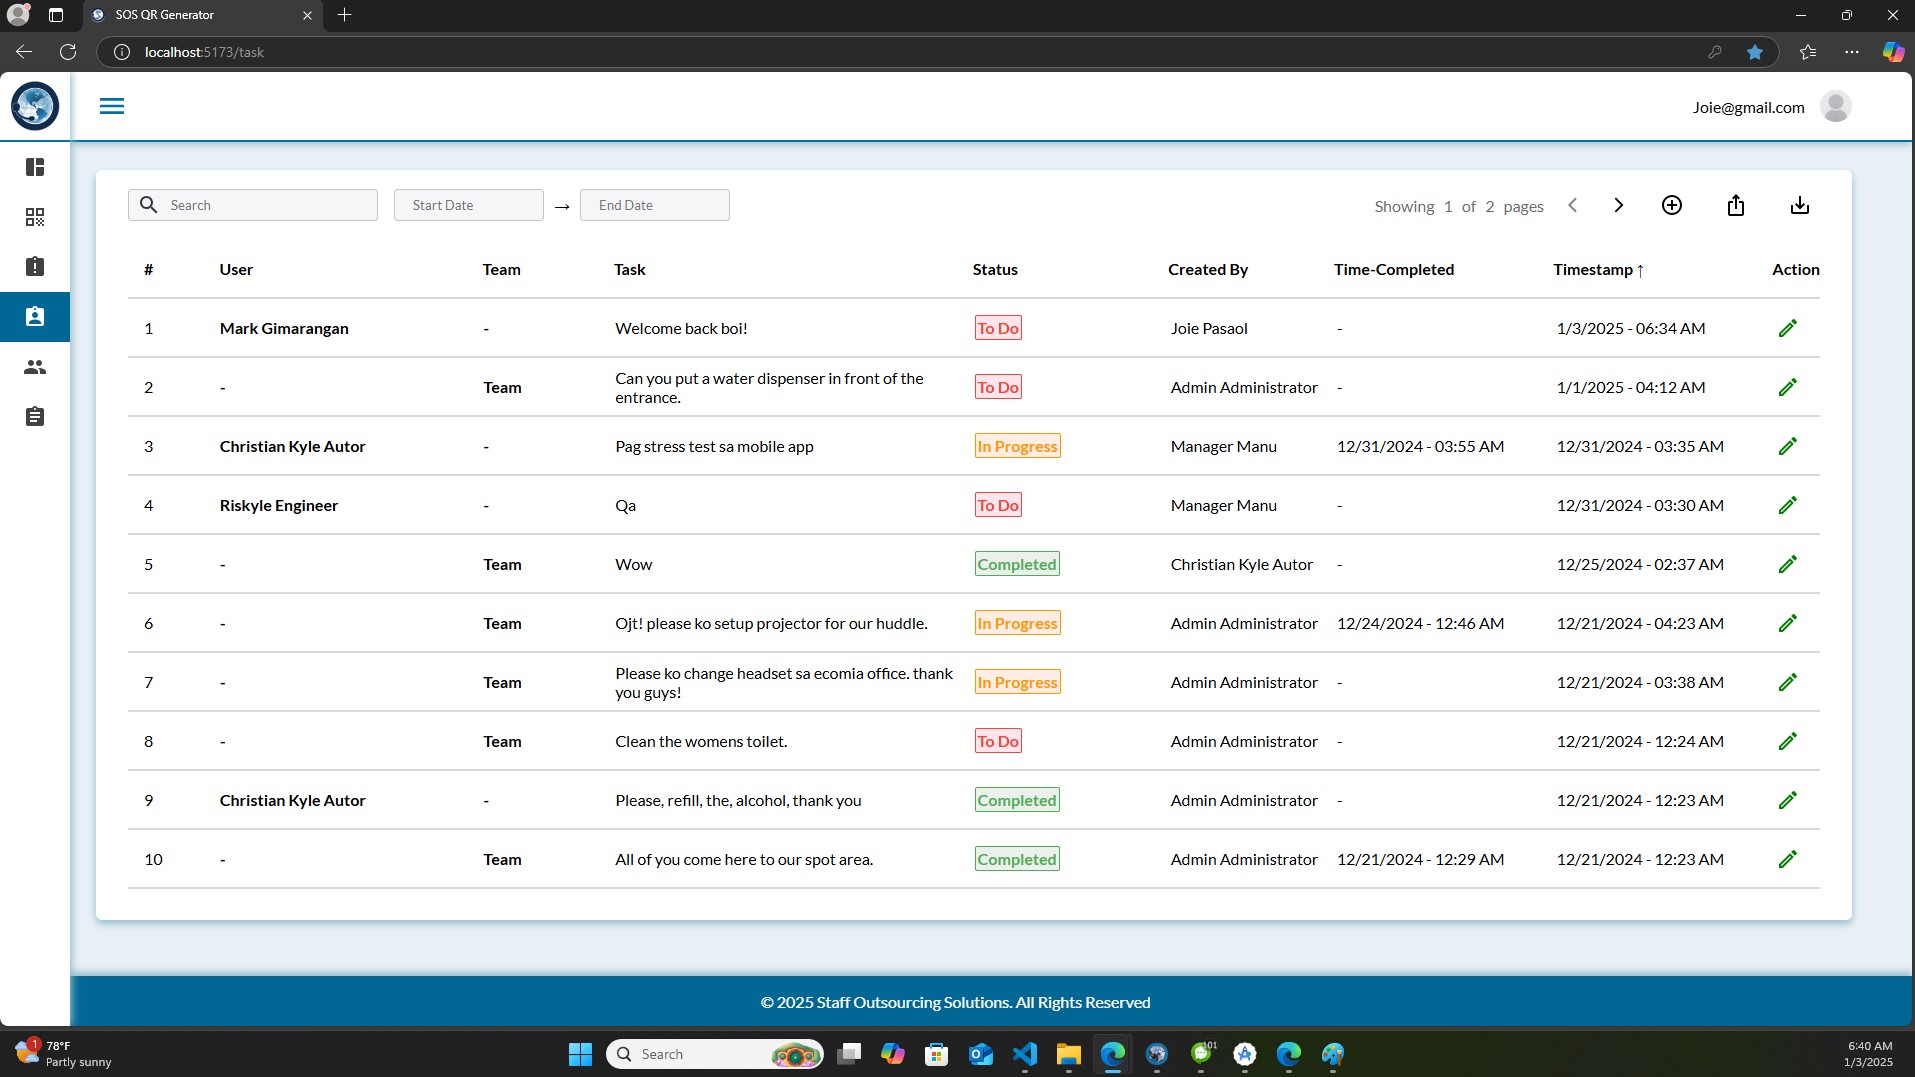 SOS QR Generator
localhost:5173/task
Joie@gmail.com
Search
Start Date
→
End Date
Showing 1 of 2 pages
# User Team Task Status Created By Time-Completed Timestamp ↑ Action
1 Mark Gimarangan - Welcome back boi! To Do Joie Pasaol - 1/3/2025 - 06:34 AM
2 - Team Can you put a water dispenser in front of the
entrance. To Do Admin Administrator - 1/1/2025 - 04:12 AM
3 Christian Kyle Autor - Pag stress test sa mobile app In Progress Manager Manu 12/31/2024 - 03:55 AM 12/31/2024 - 03:35 AM
4 Riskyle Engineer - Qa To Do Manager Manu - 12/31/2024 - 03:30 AM
5 - Team Wow Completed Christian Kyle Autor - 12/25/2024 - 02:37 AM
6 - Team Ojt! please ko setup projector for our huddle. In Progress Admin Administrator 12/24/2024 - 12:46 AM 12/21/2024 - 04:23 AM
7 - Team Please ko change headset sa ecomia office. thank
you guys! In Progress Admin Administrator - 12/21/2024 - 03:38 AM
8 - Team Clean the womens toilet. To Do Admin Administrator - 12/21/2024 - 12:24 AM
9 Christian Kyle Autor - Please, refill, the, alcohol, thank you Completed Admin Administrator - 12/21/2024 - 12:23 AM
10 - Team All of you come here to our spot area. Completed Admin Administrator 12/21/2024 - 12:29 AM 12/21/2024 - 12:23 AM
© 2025 Staff Outsourcing Solutions. All Rights Reserved
1
78°F
Partly sunny
Search
101
6:40 AM
1/3/2025